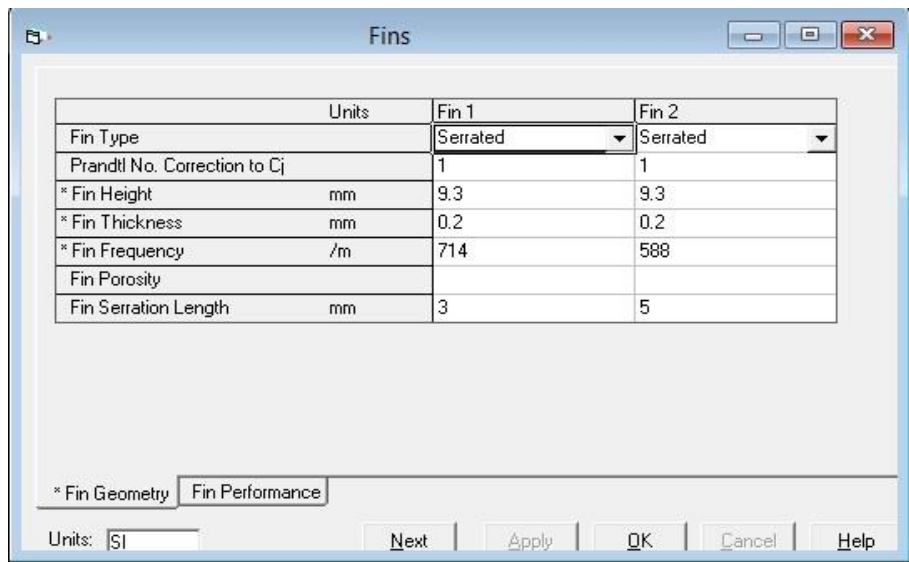 Fins
Units Fin 1 Fin 2
Fin Type Serrated Serrated
Prandtl No. Correction to Cj 1 1
* Fin Height mm 9.3 9.3
* Fin Thickness mm 0.2 0.2
* Fin Frequency /m 714 588
Fin Porosity
Fin Serration Length mm 3 5
* Fin Geometry Fin Performance
Units: SI Next Apply OK Cancel Help